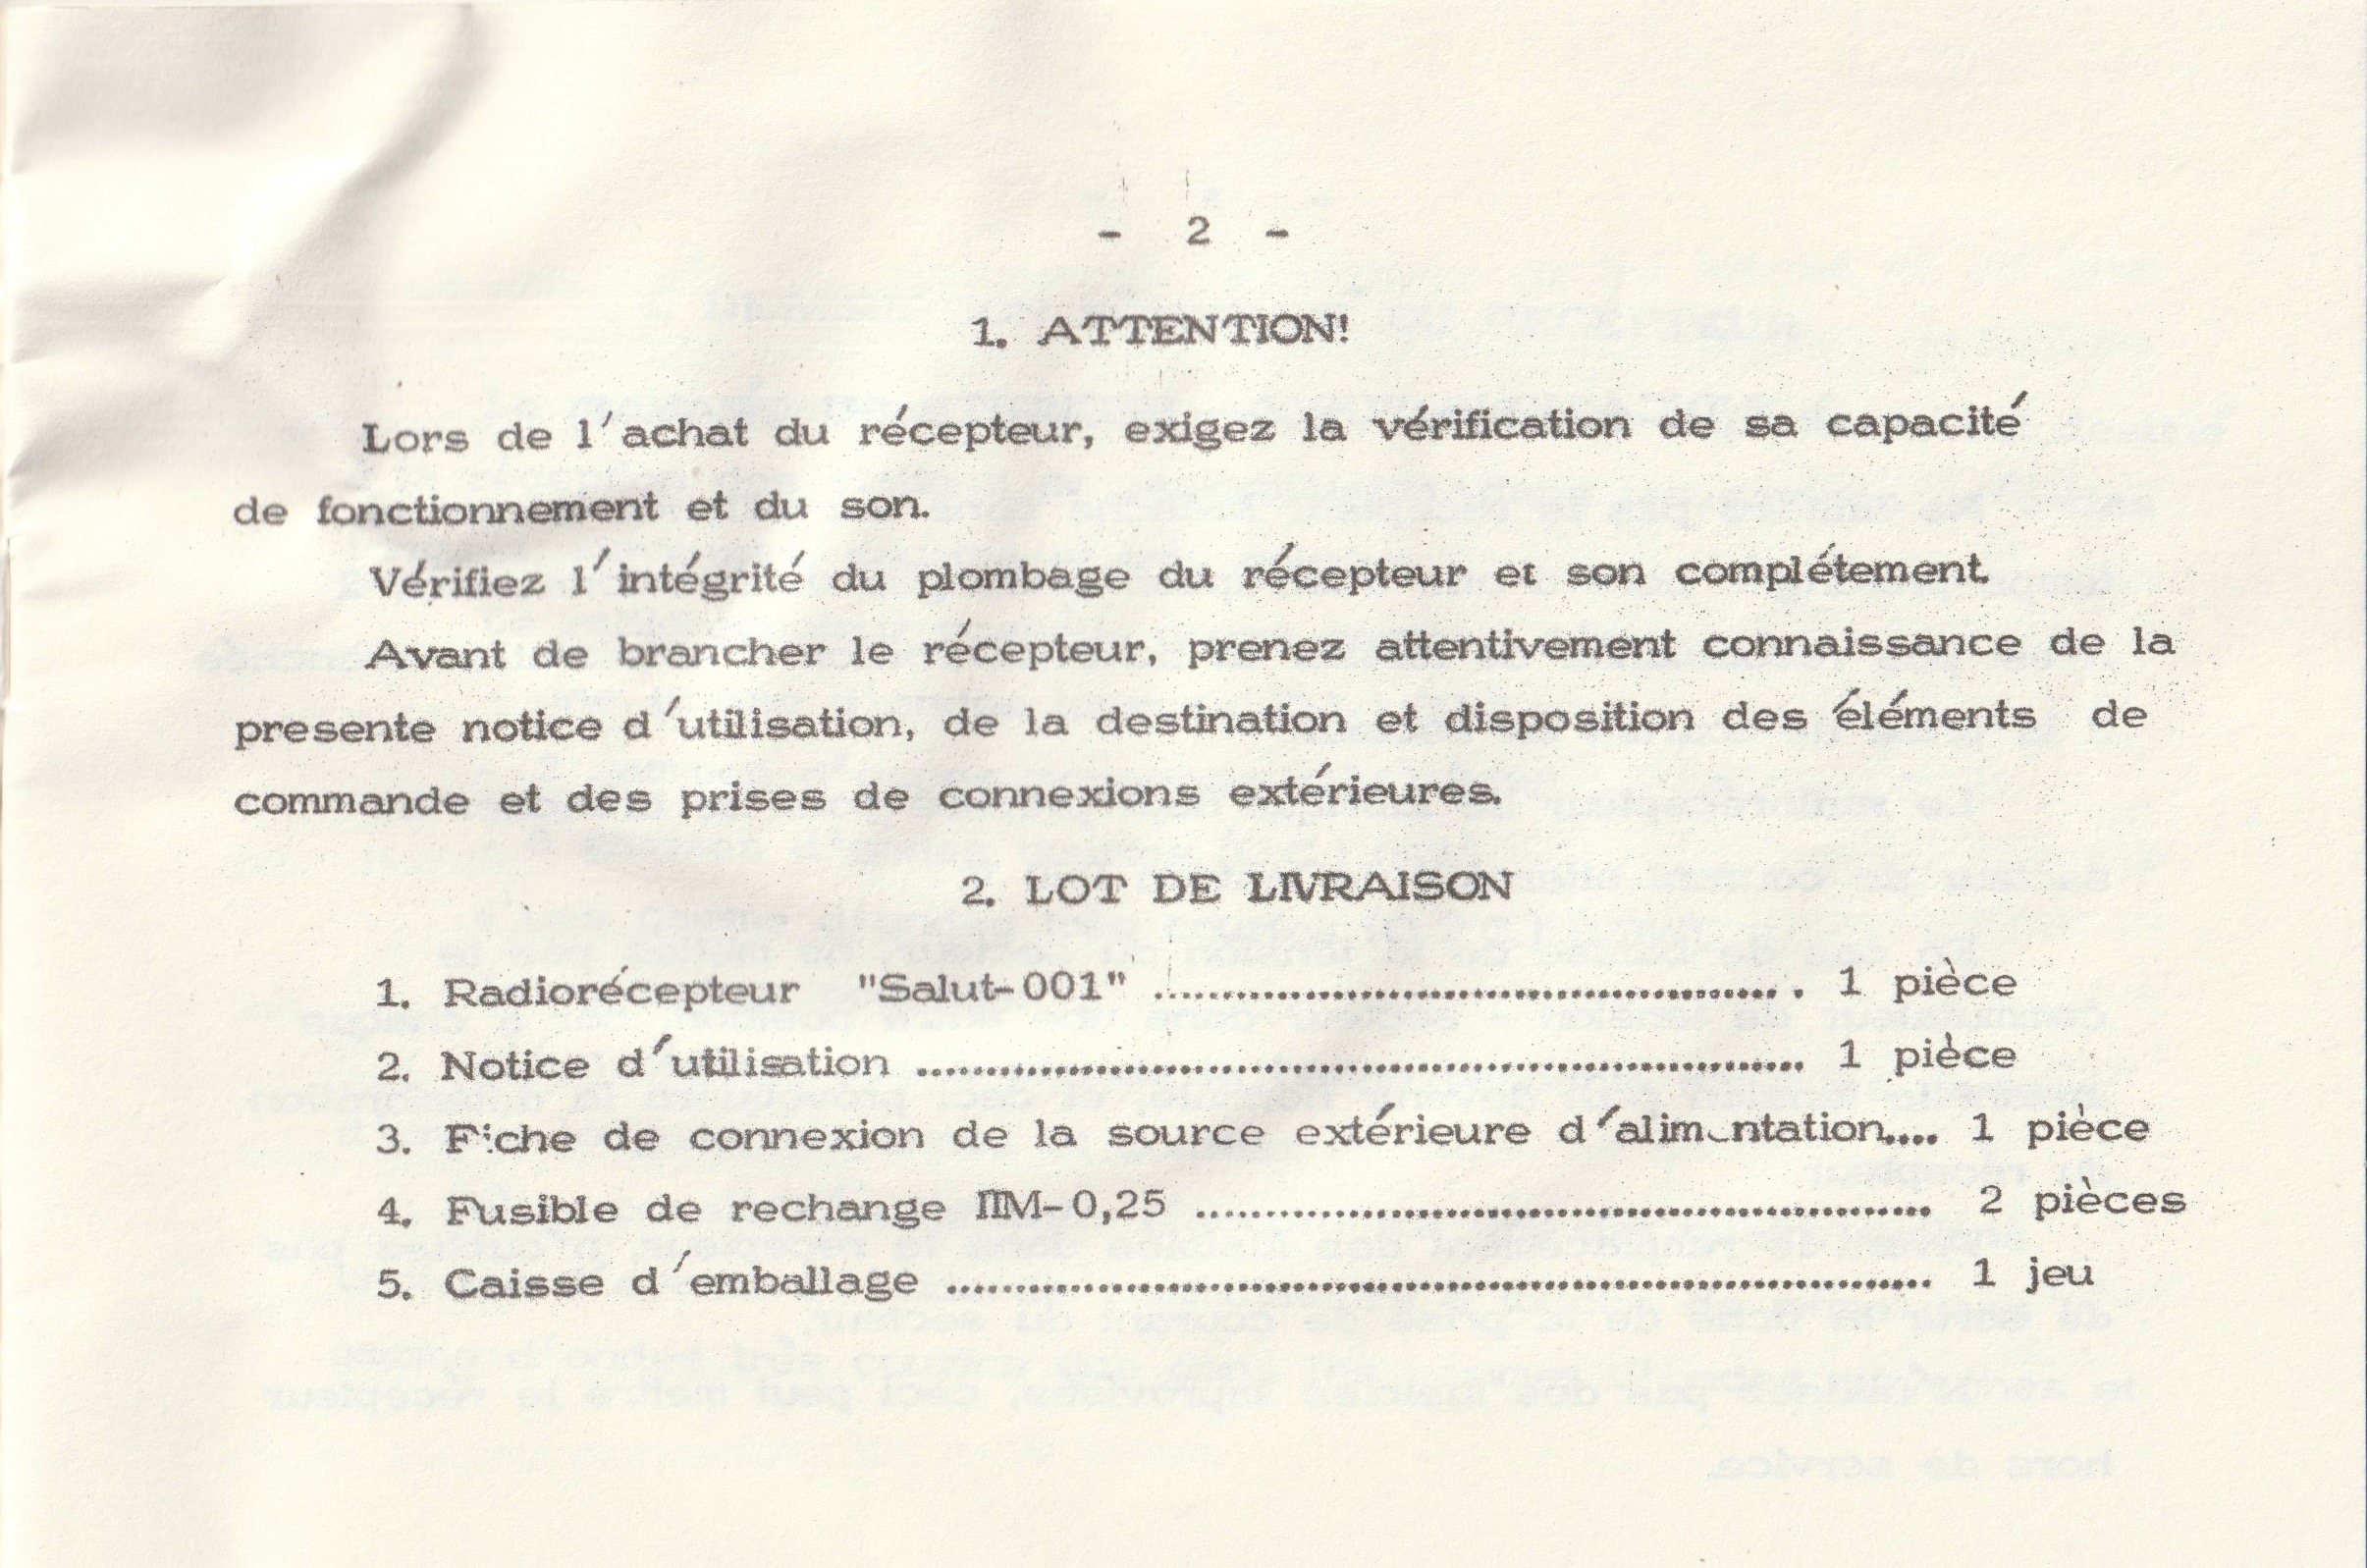 - 2 -
1. ATTENTION!
Lors de l'achat du récepteur, exigez la vérification de sa capacité
de fonctionnement et du son.
Vérifiez l'intégrité du plombage du récepteur et son complétement.
Avant de brancher le récepteur, prenez attentivement connaissance de la
presente notice d'utilisation, de la destination et disposition des éléments de
commande et des prises de connexions extérieures.
2. LOT DE LIVRAISON
1. Radiorécepteur "Salut-001" ........................................ 1 pièce
2. Notice d'utilisation ........................................ 1 pièce
3. Fiche de connexion de la source extérieure d'alimentation.... 1 pièce
4. Fusible de rechange ПМ-0,25 ........................................ 2 pièces
5. Caisse d'emballage ........................................ 1 jeu